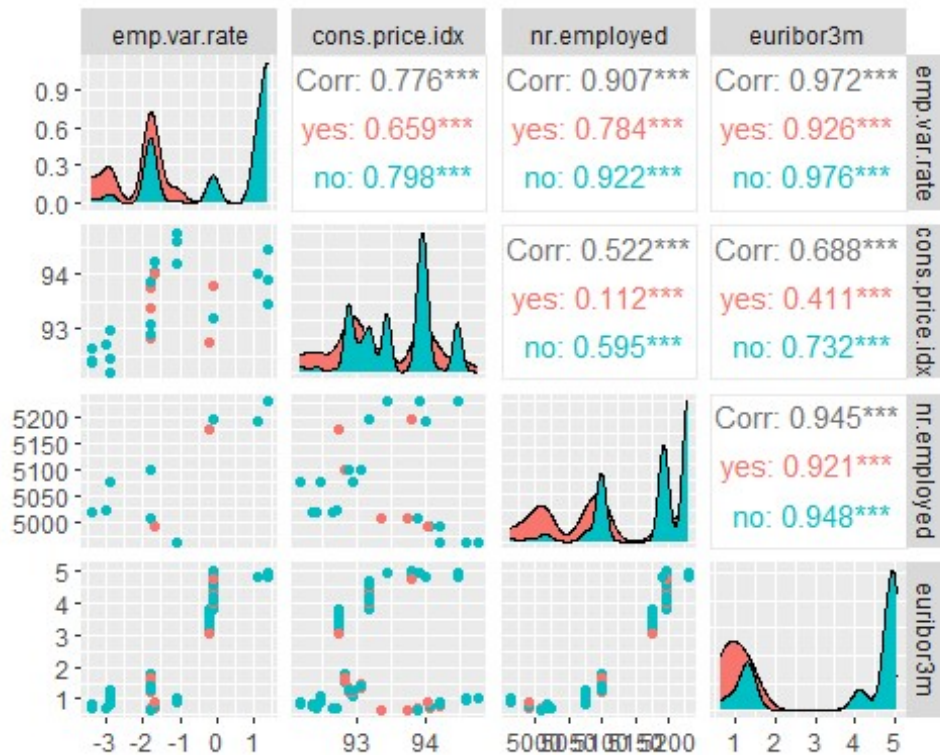 emp.var.rate cons.price.idx nr.employed euribor3m
0.9
0.6
0.3
0.0
Corr: 0.776***
yes: 0.659***
no: 0.798***
Corr: 0.907***
yes: 0.784***
no: 0.922***
Corr: 0.972***
yes: 0.926***
no: 0.976***
emp.var.rate
94
93
Corr: 0.522***
yes: 0.112***
no: 0.595***
Corr: 0.688***
yes: 0.411***
no: 0.732***
cons.price.idx
5200
5150
5100
5050
5000
Corr: 0.945***
yes: 0.921***
no: 0.948***
nr.employed
5
4
3
2
1
euribor3m
-3 -2 -1 0 1
93 94
5000 5050 5100 5150 5200
1 2 3 4 5